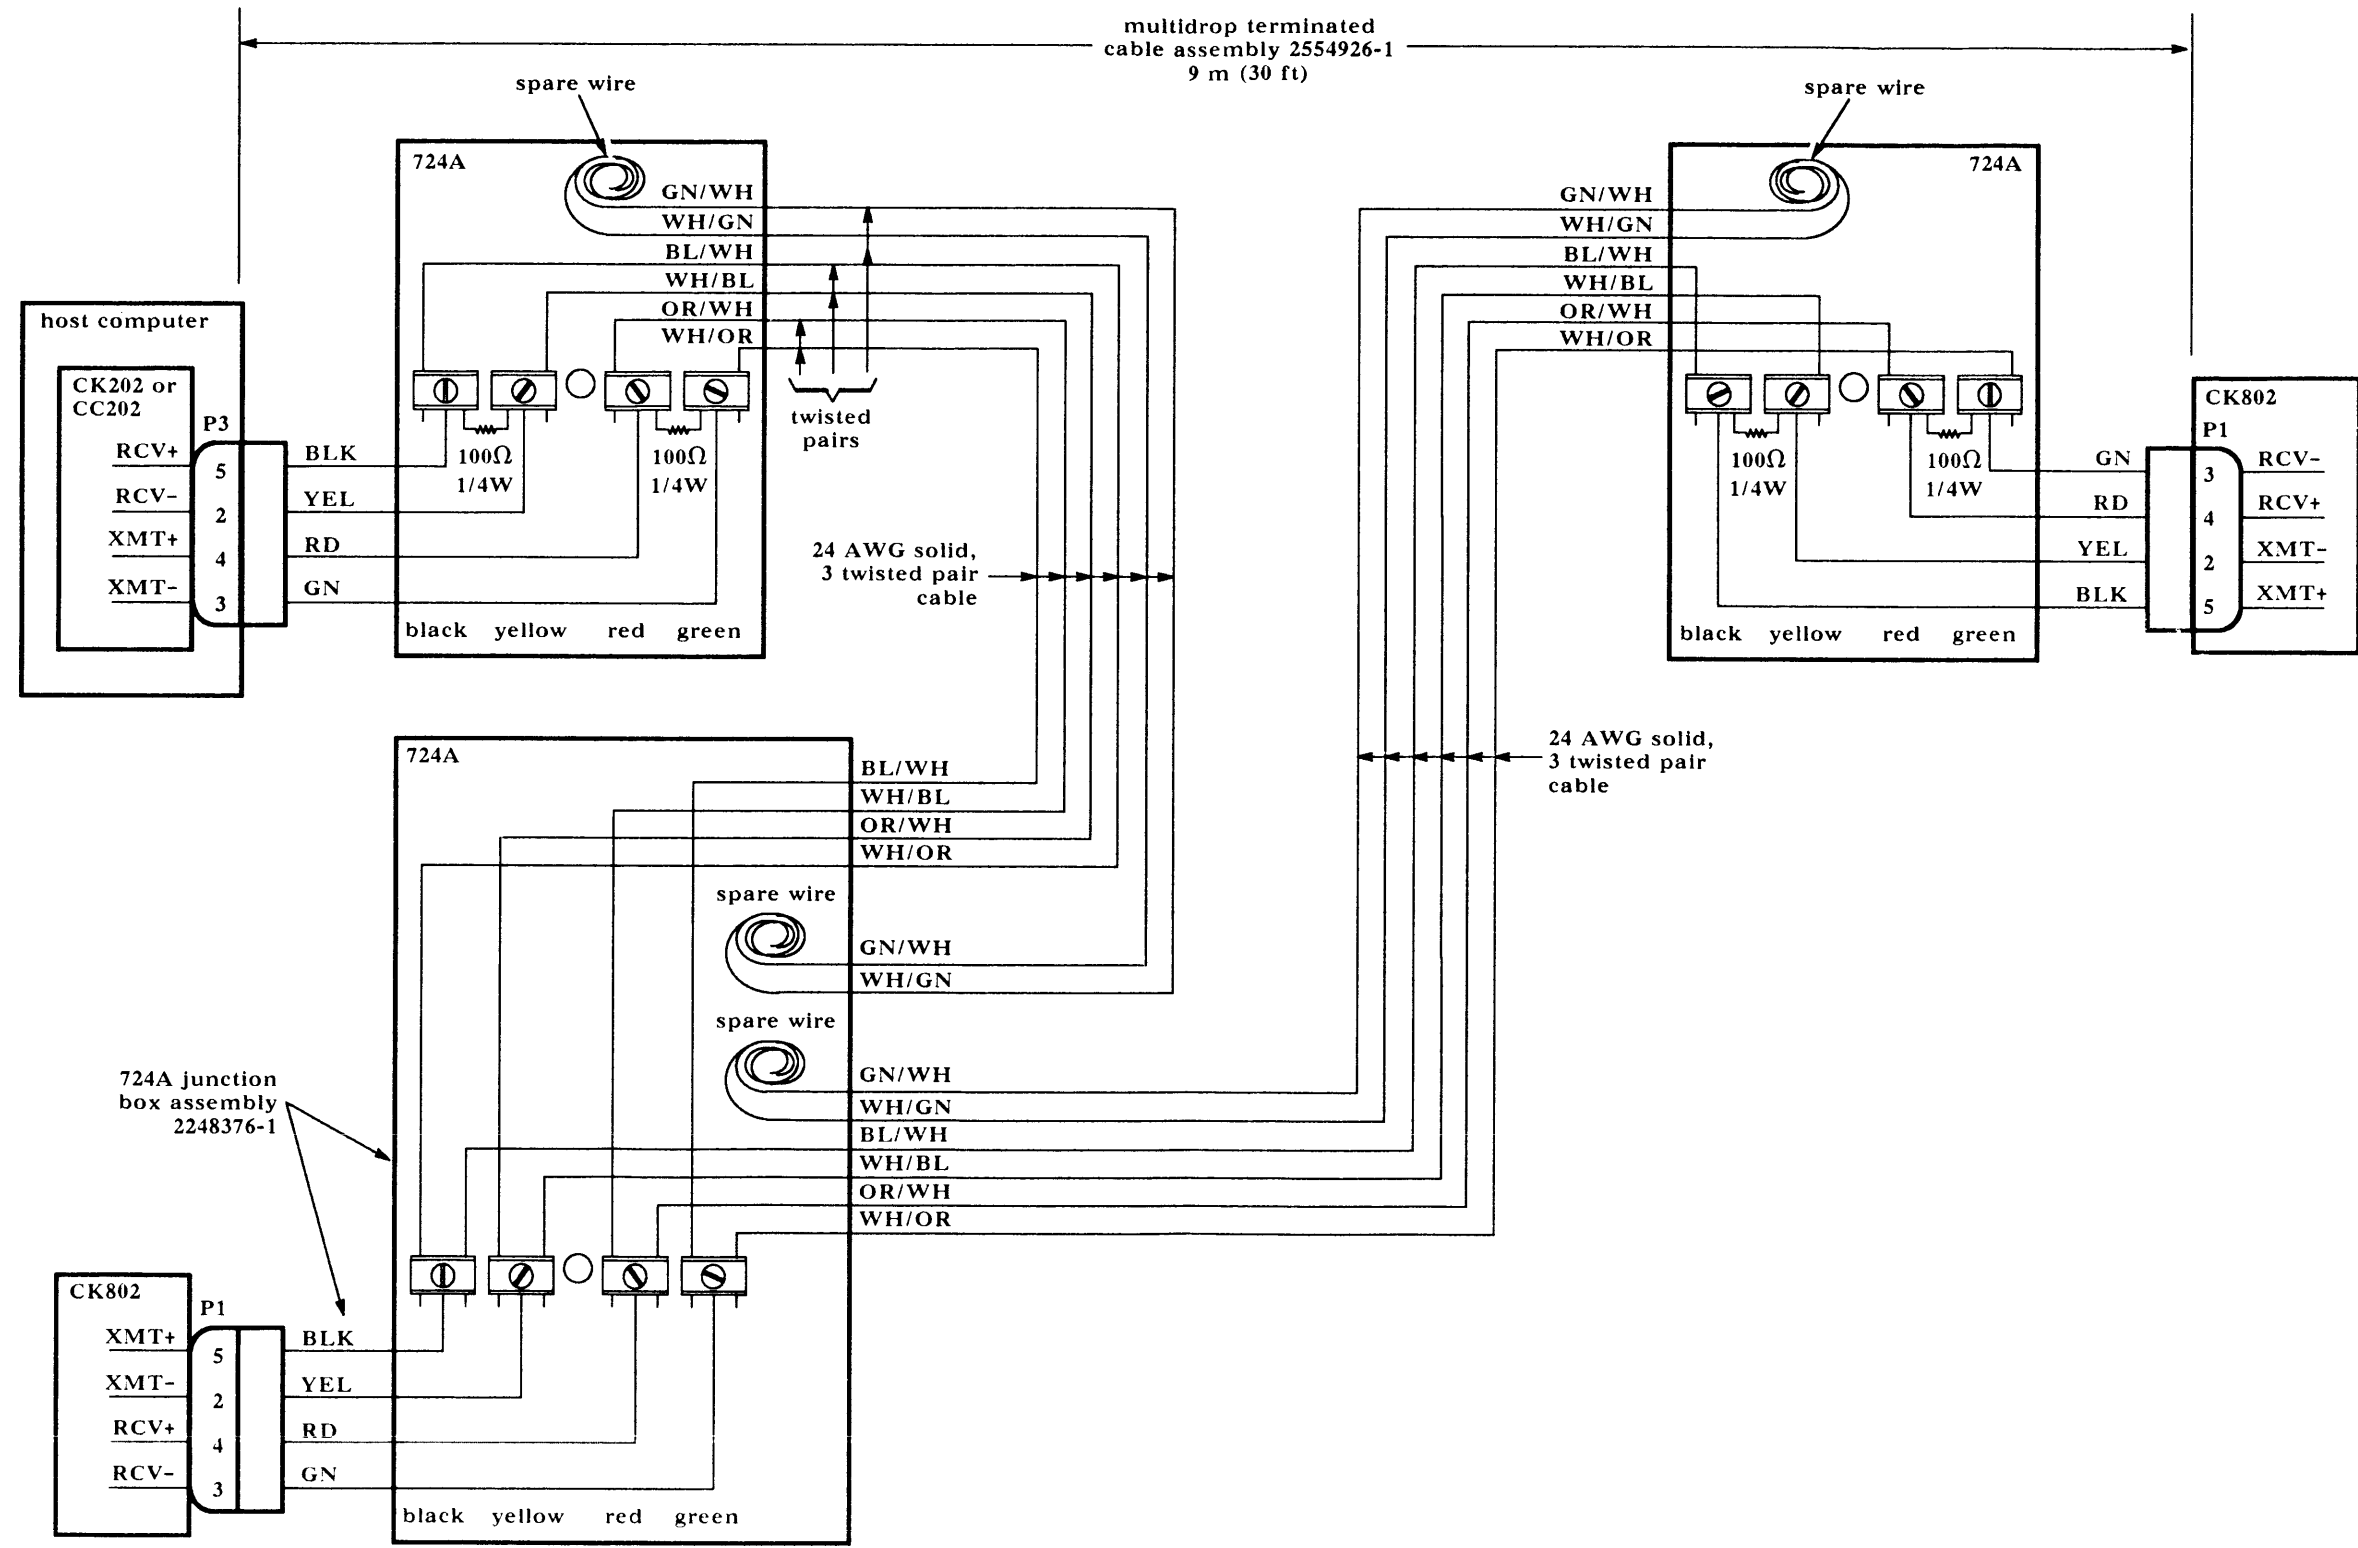 multidrop terminated
cable assembly 2554926-1
9 m (30 ft)
spare wire
724A
GN/WH
WH/GN
BL/WH
WH/BL
OR/WH
WH/OR
twisted
pairs
100Ω
1/4W
100Ω
1/4W
black yellow red green
host computer
CK202 or
CC202
P3
RCV+ 5 BLK
RCV- 2 YEL
XMT+ 4 RD
XMT- 3 GN
24 AWG solid,
3 twisted pair
cable
spare wire
724A
GN/WH
WH/GN
BL/WH
WH/BL
OR/WH
WH/OR
100Ω
1/4W
100Ω
1/4W
black yellow red green
CK802
P1
GN 3 RCV-
RD 4 RCV+
YEL 2 XMT-
BLK 5 XMT+
24 AWG solid,
3 twisted pair
cable
724A
BL/WH
WH/BL
OR/WH
WH/OR
spare wire
GN/WH
WH/GN
spare wire
GN/WH
WH/GN
BL/WH
WH/BL
OR/WH
WH/OR
724A junction
box assembly
2248376-1
CK802
P1
XMT+ 5 BLK
XMT- 2 YEL
RCV+ 4 RD
RCV- 3 GN
black yellow red green